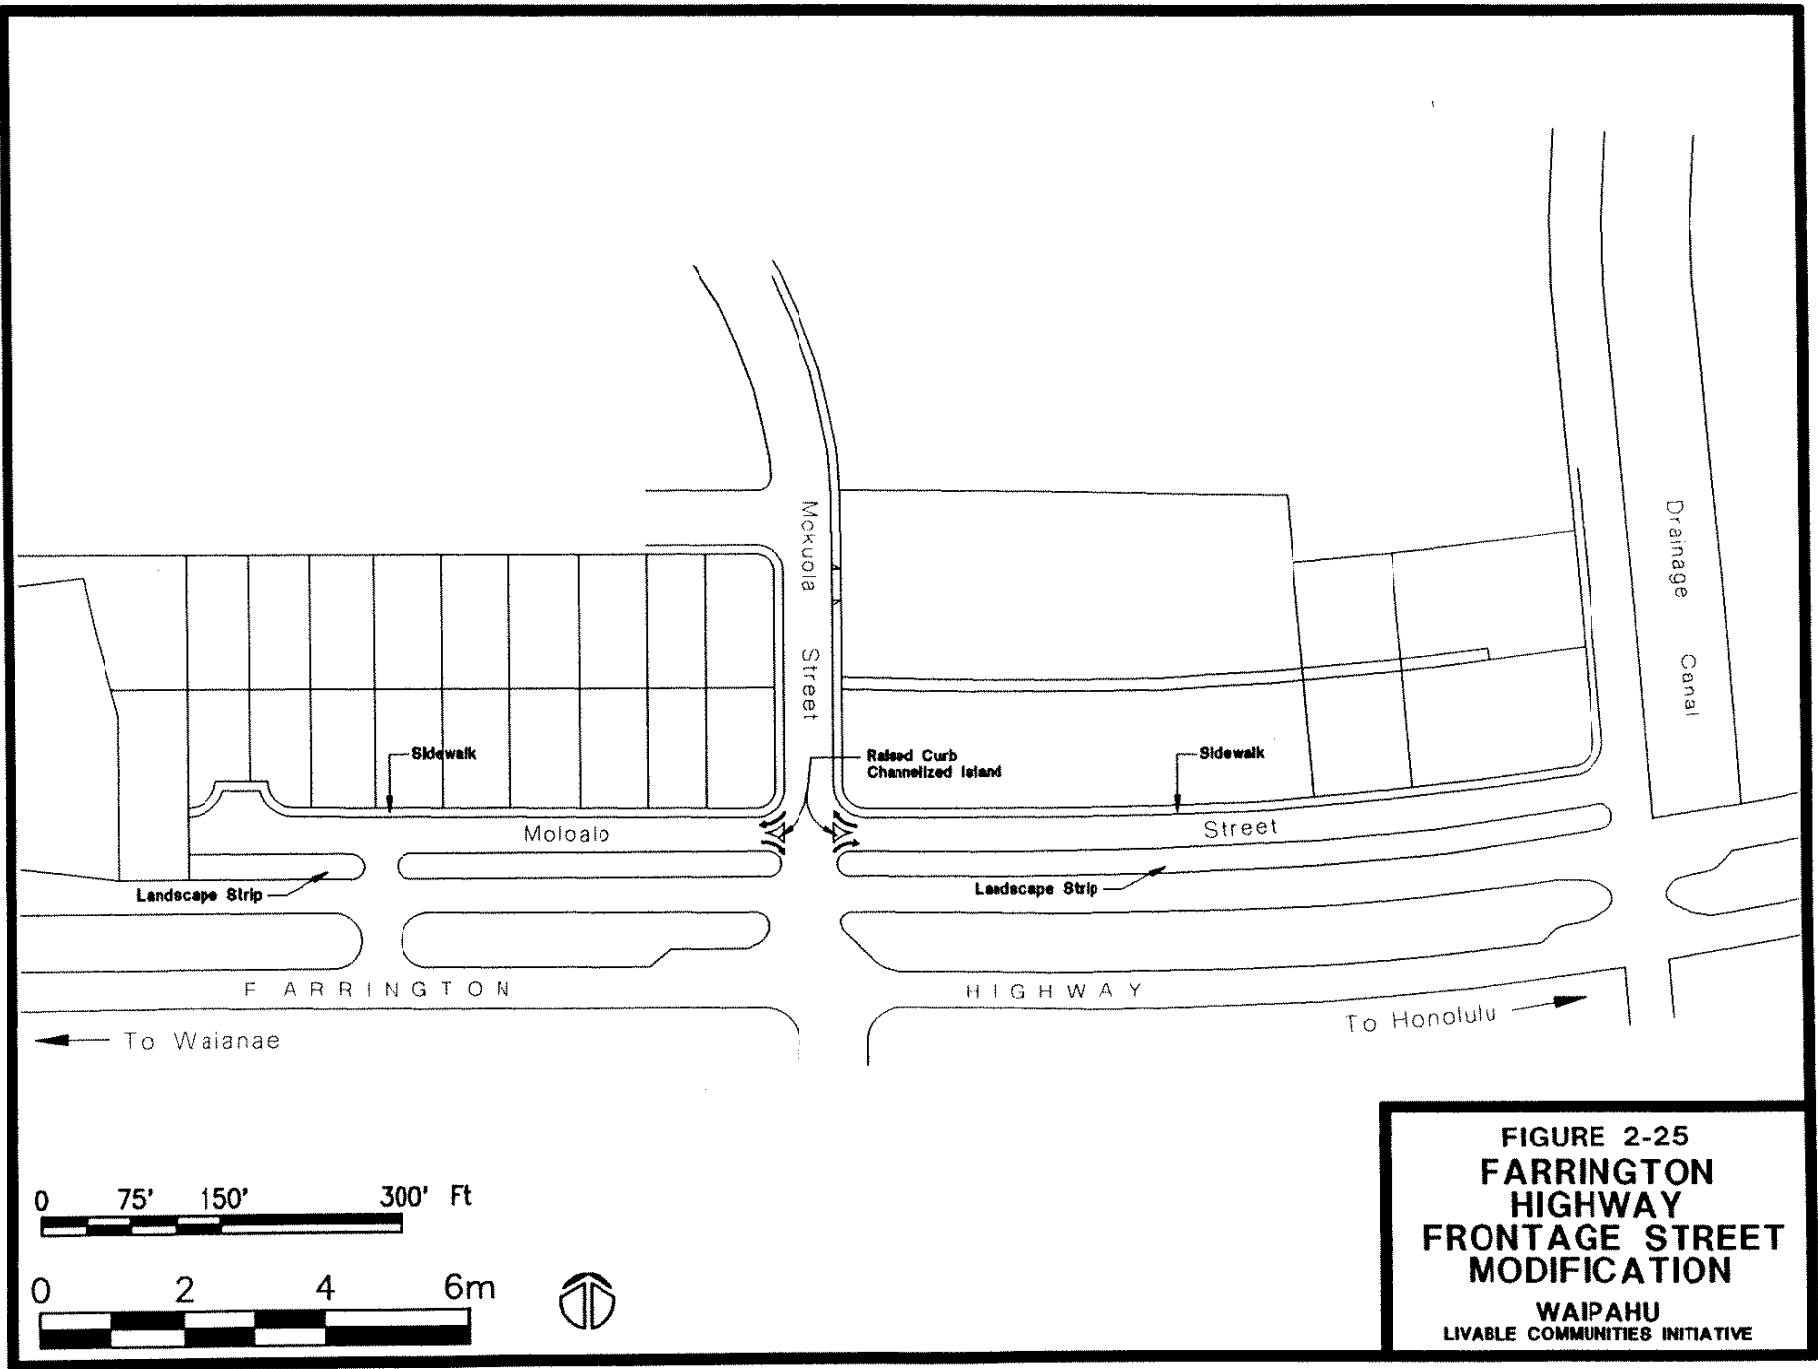 Mokuola Street
Drainage Canal
Sidewalk
Raised Curb
Channelized Island
Sidewalk
Moloalo
Street
Landscape Strip
Landscape Strip
FARRINGTON
HIGHWAY
To Waianae
To Honolulu
0 75' 150' 300' Ft
0 2 4 6m
FIGURE 2-25
FARRINGTON
HIGHWAY
FRONTAGE STREET
MODIFICATION
WAIPAHU
LIVABLE COMMUNITIES INITIATIVE